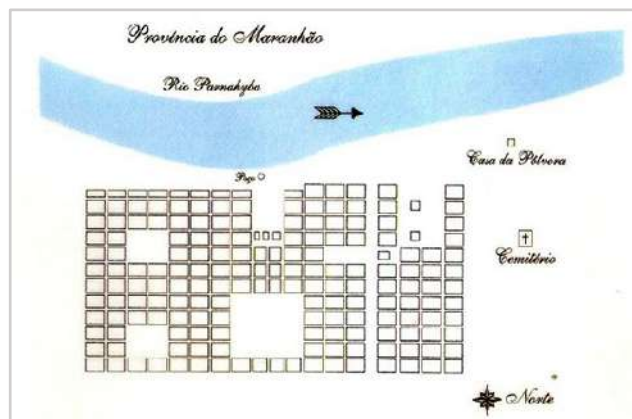 Província do Maranhão
Rio Parnahyba
Casa da Pólvora
Poço
Cemitério
Norte